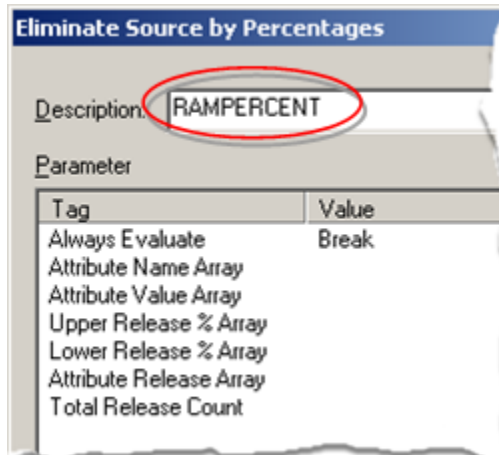 Eliminate Source by Percentages
Description: RAMPERCENT
Parameter
Tag Value
Always Evaluate Break
Attribute Name Array
Attribute Value Array
Upper Release % Array
Lower Release % Array
Attribute Release Array
Total Release Count